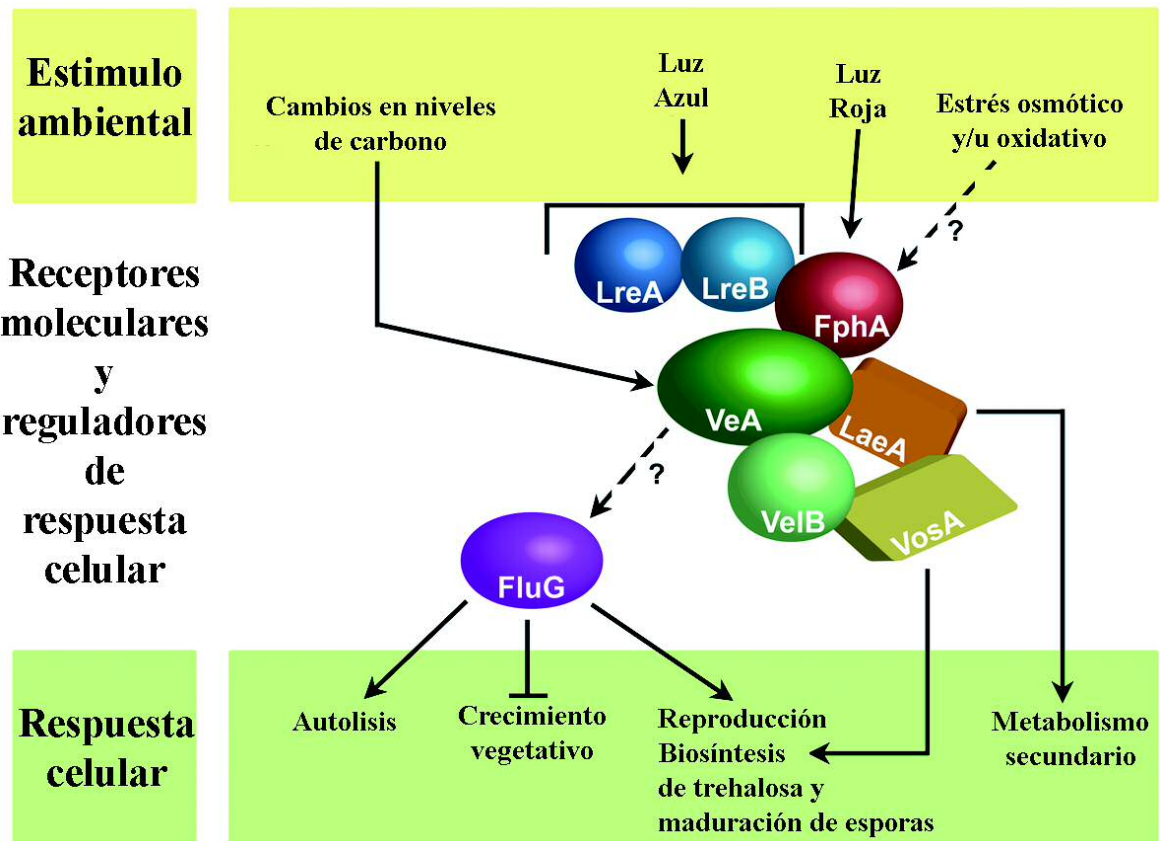 Estimulo
ambiental
Cambios en niveles
de carbono
Luz
Azul
Luz
Roja
Estrés osmótico
y/u oxidativo
?
Receptores
moleculares
y
reguladores
de
respuesta
celular
LreA
LreB
FphA
VeA
LaeA
VelB
VosA
?
FluG
Respuesta
celular
Autolisis
Crecimiento
vegetativo
Reproducción
Biosíntesis
de trehalosa y
maduración de esporas
Metabolismo
secundario